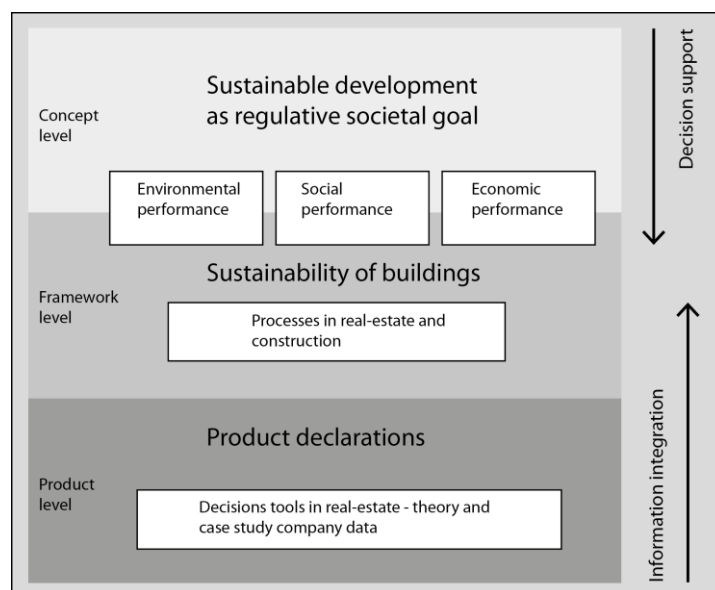 Sustainable development
as regulative societal goal
Concept
level
Environmental
performance
Social
performance
Economic
performance
Sustainability of buildings
Framework
level
Processes in real-estate and
construction
Product declarations
Product
level
Decisions tools in real-estate - theory and
case study company data
Decision support
Information integration